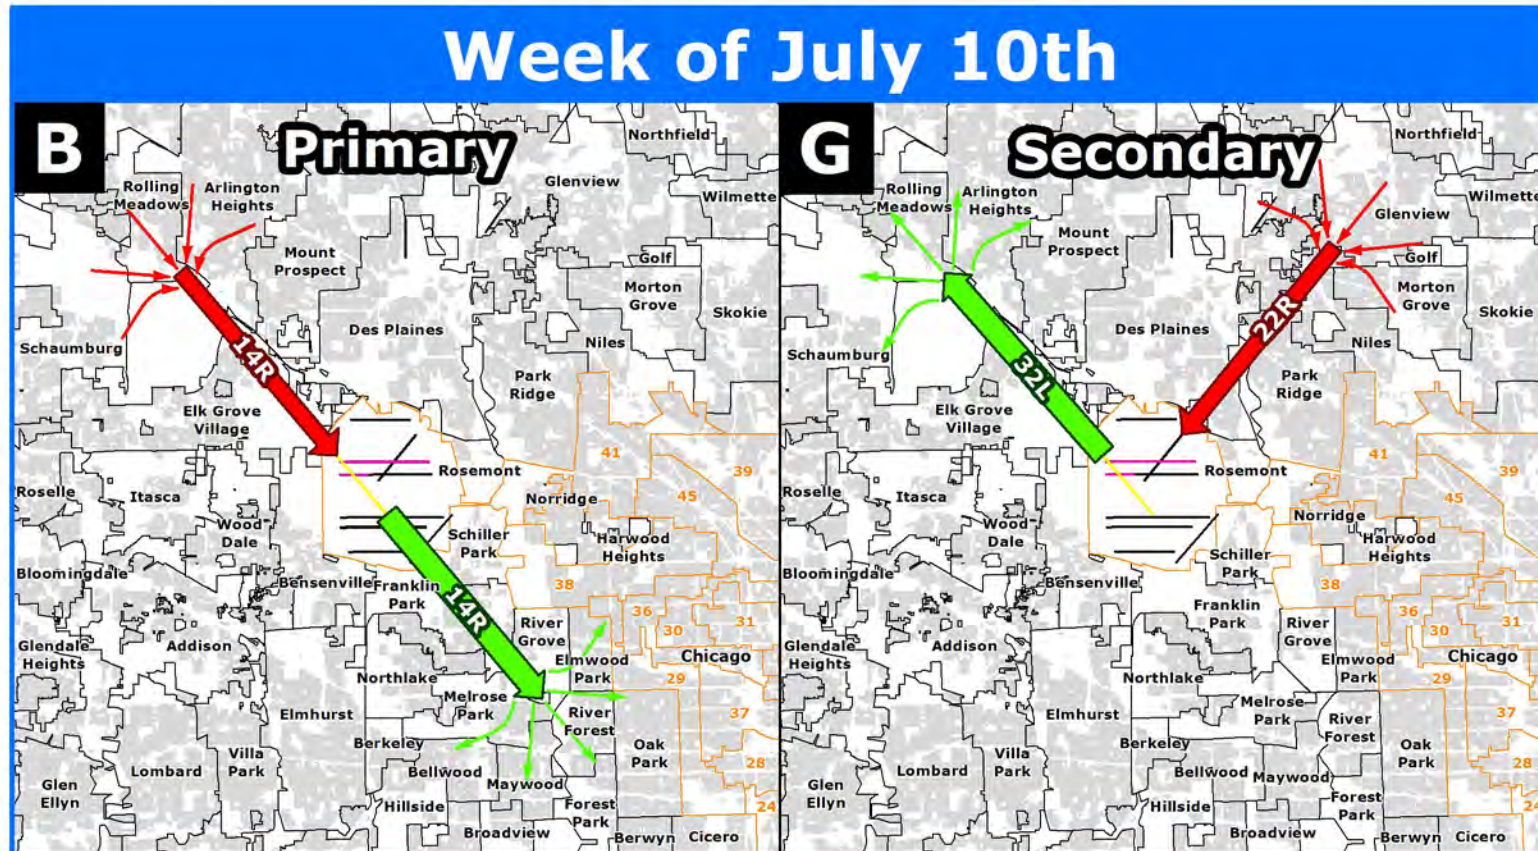 Week of July 10th
B
Primary
Northfield
Rolling
Meadows
Arlington
Heights
Glenview
Wilmette
Mount
Prospect
Golf
Morton
Grove
Skokie
Des Plaines
Schaumburg
14R
Niles
Park
Ridge
Elk Grove
Village
41
39
Rosemont
Roselle
Itasca
Norridge
45
Wood
Dale
Schiller
Park
Harwood
Heights
Bloomingdale
Bensenville
Franklin
Park
38
14R
36
31
River
Grove
30
Glendale
Heights
Addison
Elmwood
Park
Chicago
Northlake
29
Melrose
Park
Elmhurst
River
Forest
37
Berkeley
Oak
Park
Villa
Park
Lombard
Bellwood
28
Glen
Ellyn
Maywood
Hillside
Forest
Park
24
Broadview
Berwyn
Cicero
G
Secondary
Northfield
Rolling
Meadows
Arlington
Heights
Wilmette
Glenview
Mount
Prospect
Golf
Morton
Grove
Skokie
22R
Des Plaines
Schaumburg
32L
Niles
Park
Ridge
Elk Grove
Village
41
39
Rosemont
Roselle
Itasca
45
Norridge
Wood
Dale
Harwood
Heights
Schiller
Park
Bloomingdale
Bensenville
38
Franklin
Park
36
31
River
Grove
30
Glendale
Heights
Addison
Chicago
Elmwood
Park
Northlake
29
Melrose
Park
Elmhurst
River
Forest
37
Berkeley
Oak
Park
Villa
Park
Lombard
Bellwood
Maywood
28
Glen
Ellyn
Hillside
Forest
Park
24
Broadview
Berwyn
Cicero